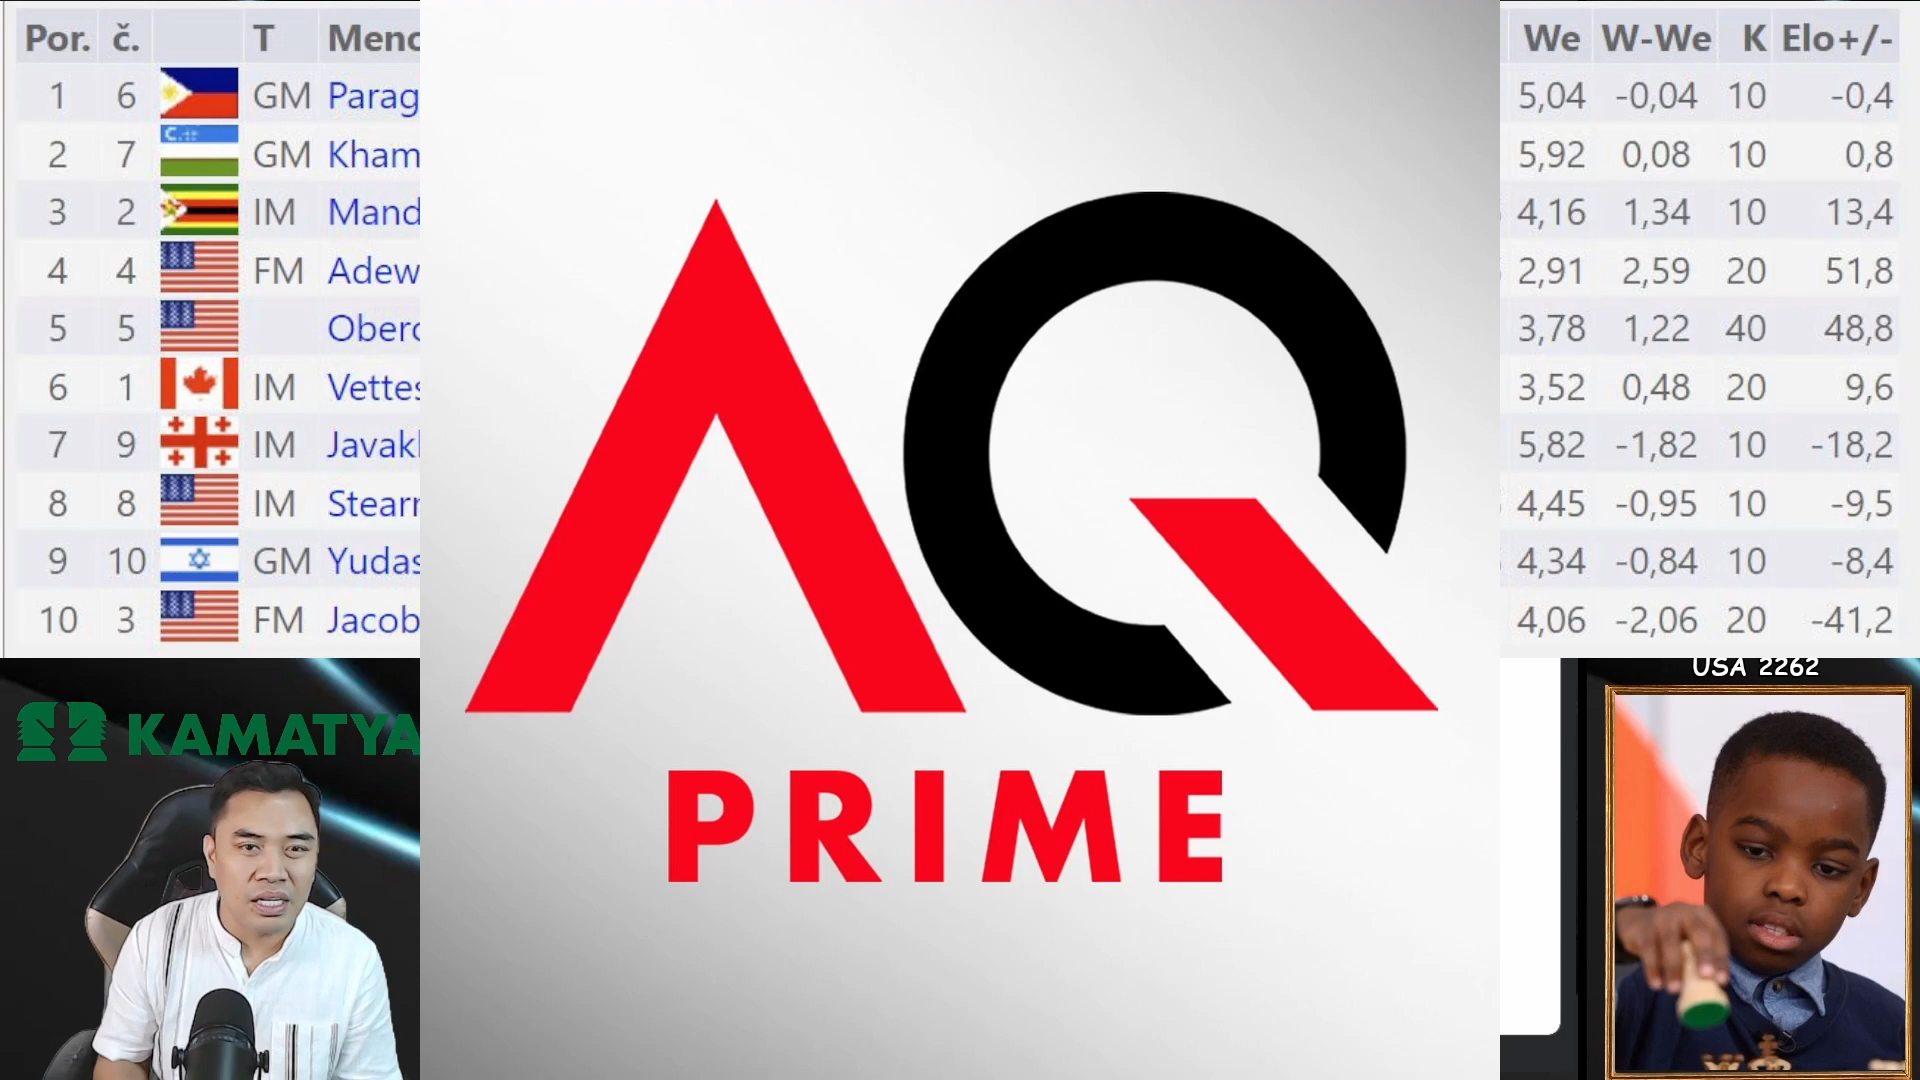 Por. č. T Meno We W-We K Elo+/-
1 6 GM Parag 5,04 -0,04 10 -0,4
2 7 GM Kham 5,92 0,08 10 0,8
3 2 IM Mand 4,16 1,34 10 13,4
4 4 FM Adew 2,91 2,59 20 51,8
5 5 Obero 3,78 1,22 40 48,8
6 1 IM Vettes 3,52 0,48 20 9,6
7 9 IM Javak 5,82 -1,82 10 -18,2
8 8 IM Stearn 4,45 -0,95 10 -9,5
9 10 GM Yudas 4,34 -0,84 10 -8,4
10 3 FM Jacob 4,06 -2,06 20 -41,2
AQ
PRIME
KAMATYA
USA 2262